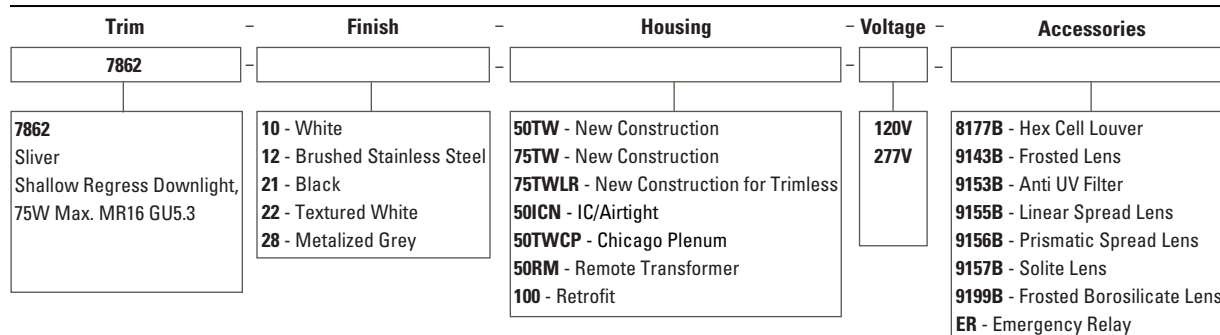 Trim – Finish – Housing – Voltage – Accessories
7862 – – – –
7862
Sliver
Shallow Regress Downlight,
75W Max. MR16 GU5.3
10 - White
12 - Brushed Stainless Steel
21 - Black
22 - Textured White
28 - Metalized Grey
50TW - New Construction
75TW - New Construction
75TWLR - New Construction for Trimless
50ICN - IC/Airtight
50TWCP - Chicago Plenum
50RM - Remote Transformer
100 - Retrofit
120V
277V
8177B - Hex Cell Louver
9143B - Frosted Lens
9153B - Anti UV Filter
9155B - Linear Spread Lens
9156B - Prismatic Spread Lens
9157B - Solite Lens
9199B - Frosted Borosilicate Lens
ER - Emergency Relay